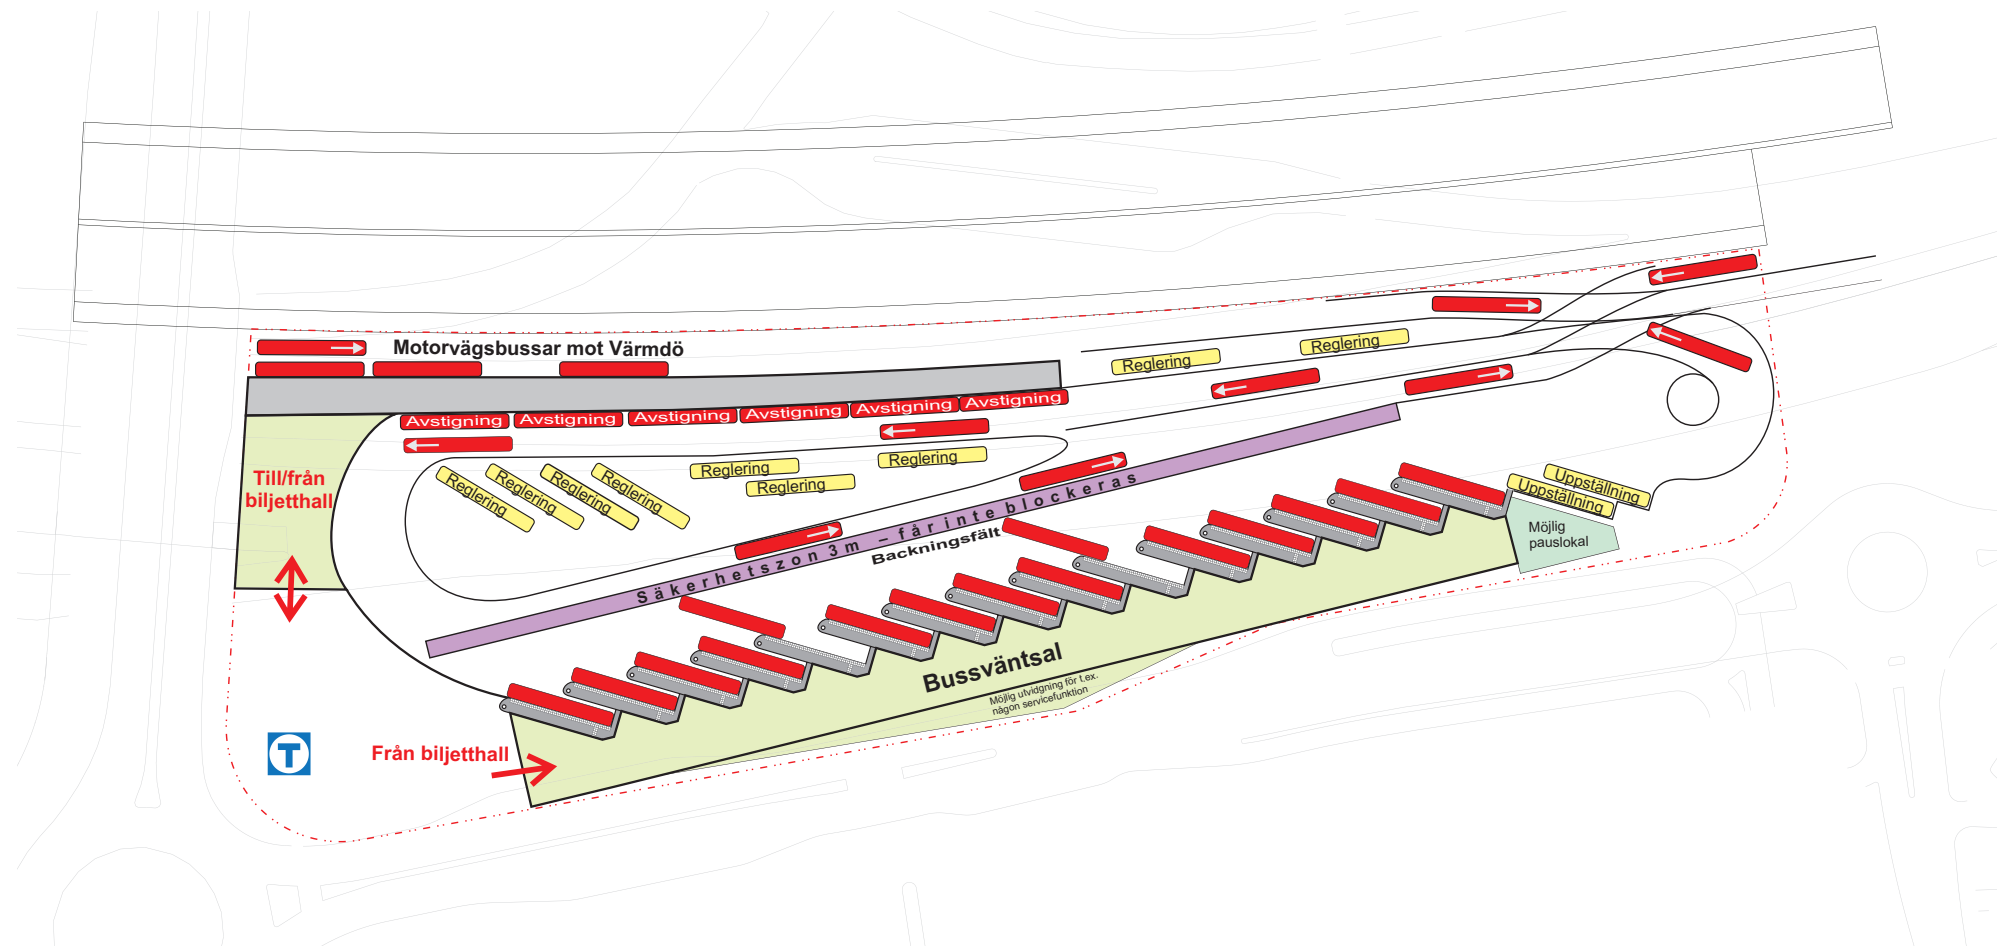 Motorvägsbussar mot Värmdö
Reglering
Reglering
Avstigning
Avstigning
Avstigning
Avstigning
Avstigning
Avstigning
Till/från
biljetthall
Reglering
Reglering
Reglering
Reglering
Reglering
Reglering
Reglering
Uppställning
Uppställning
Säkerhetszon 3m – får inte blockeras
Backningsfält
Möjlig
pauslokal
Bussväntsal
Möjlig utvidgning för t.ex.
någon servicefunktion
Från biljetthall
T